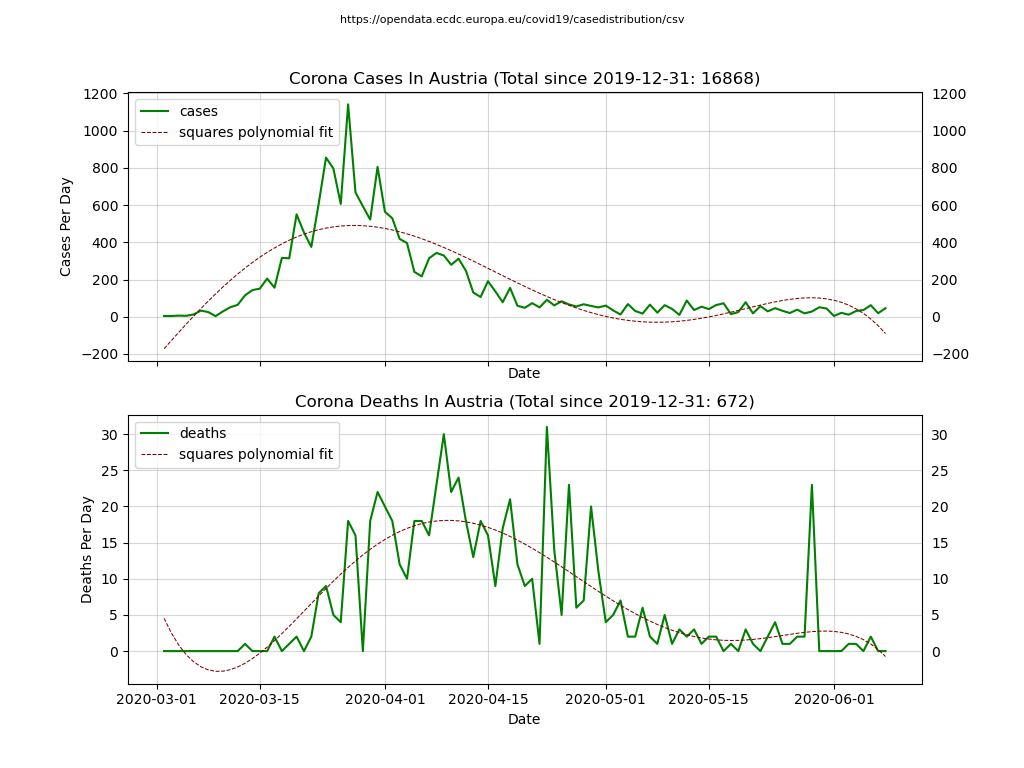 https://opendata.ecdc.europa.eu/covid19/casedistribution/csv
Corona Cases In Austria (Total since 2019-12-31: 16868)
1200 1200
cases
squares polynomial fit
1000 1000
800 800
600 600
400 400
200 200
0 0
−200 −200
Cases Per Day
Date
Corona Deaths In Austria (Total since 2019-12-31: 672)
deaths
squares polynomial fit
30 30
25 25
20 20
15 15
10 10
5 5
0 0
Deaths Per Day
2020-03-01 2020-03-15 2020-04-01 2020-04-15 2020-05-01 2020-05-15 2020-06-01
Date